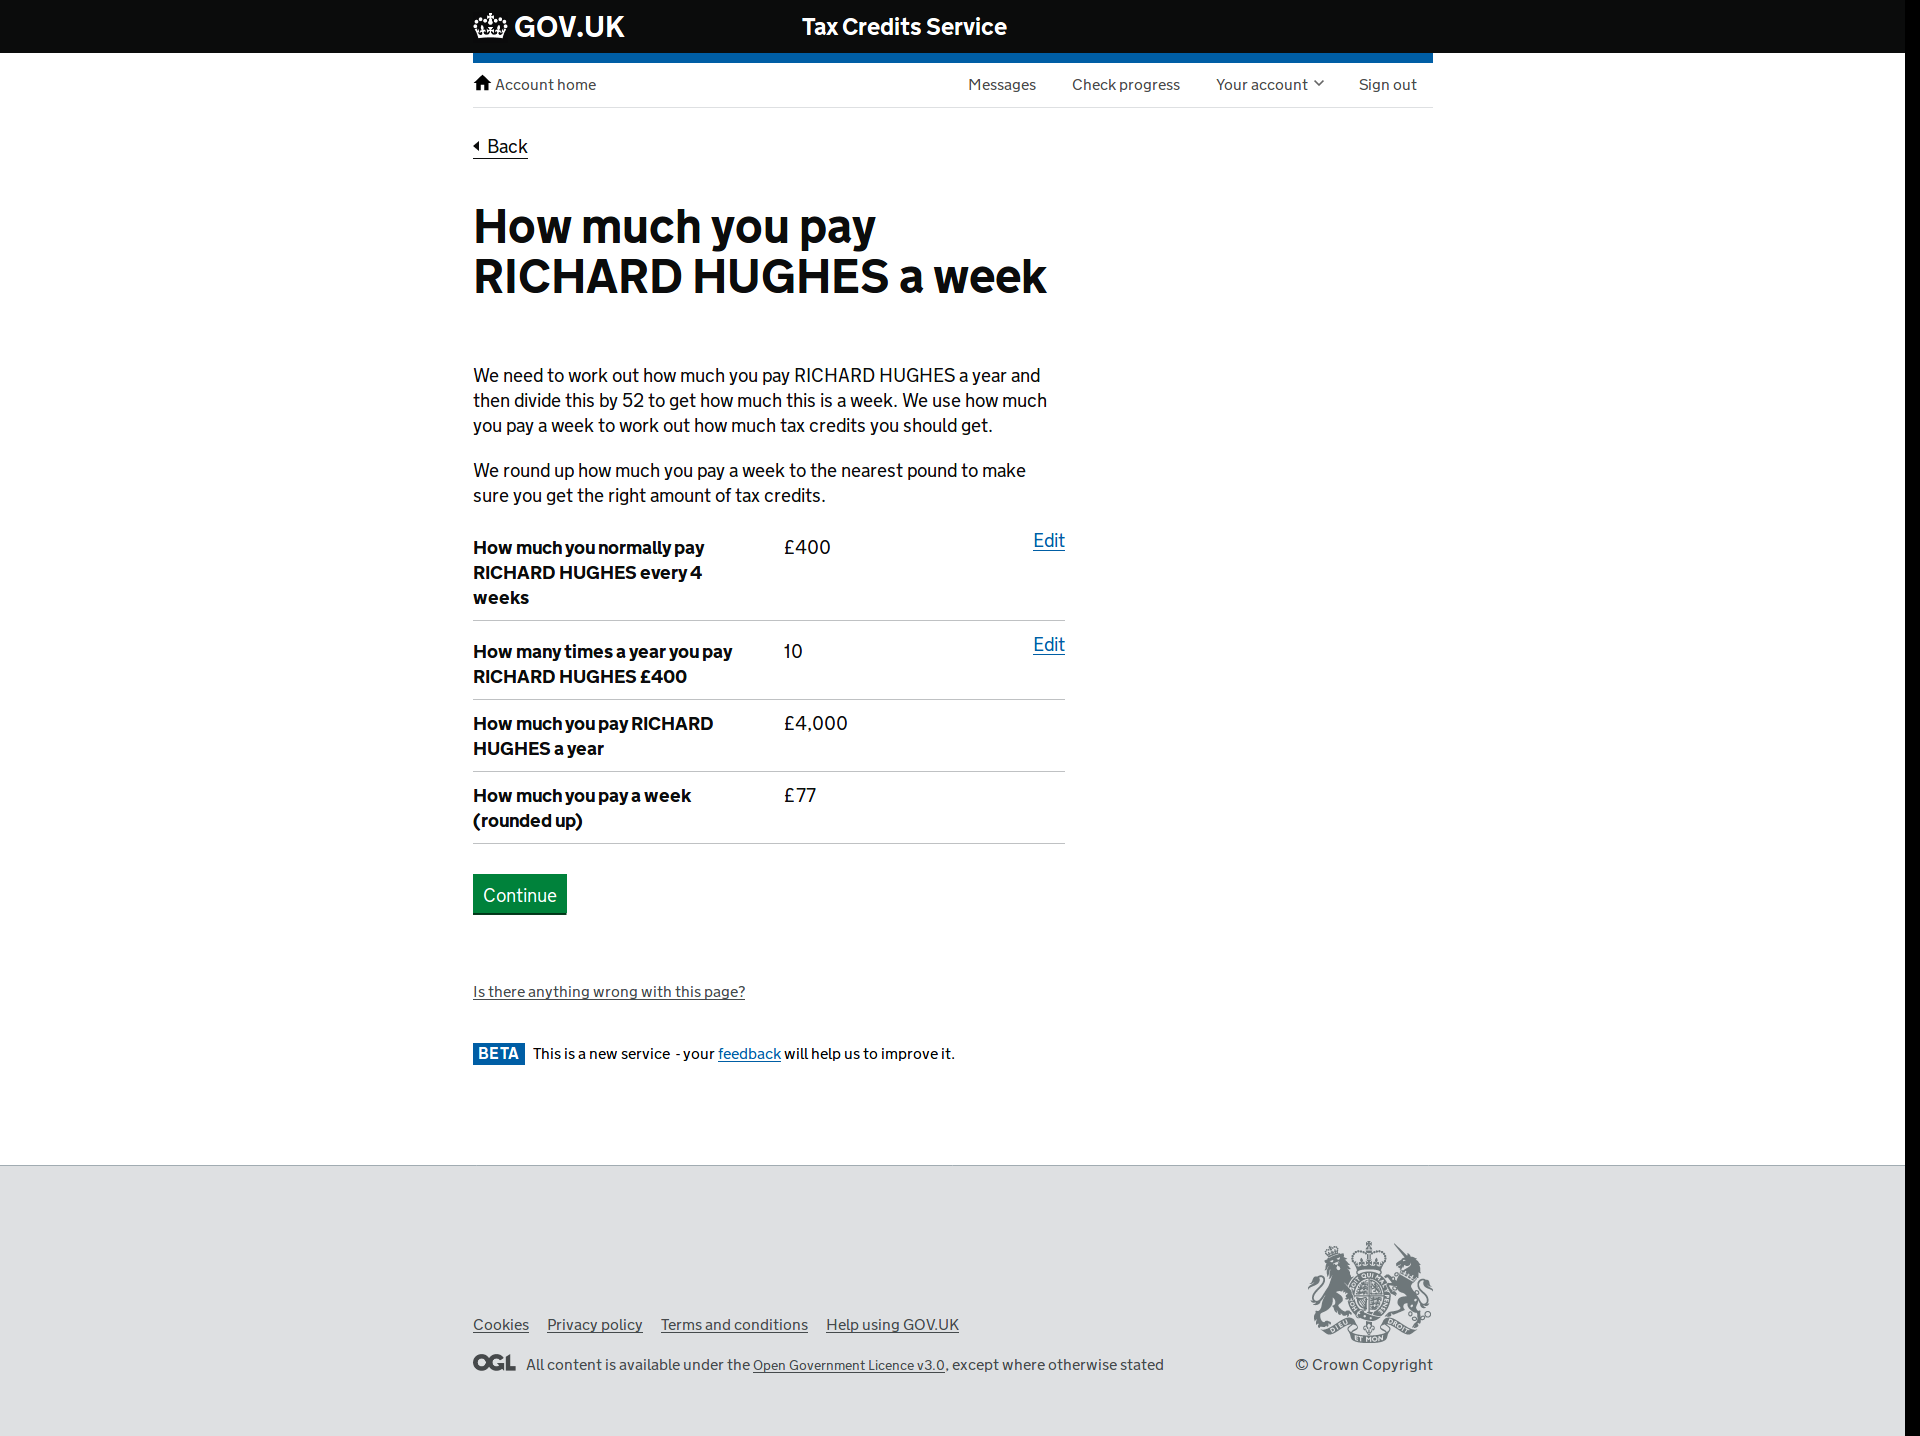 GOV.UK
Tax Credits Service
Account home
Messages
Check progress
Your account
Sign out
Back
How much you pay
RICHARD HUGHES a week
We need to work out how much you pay RICHARD HUGHES a year and
then divide this by 52 to get how much this is a week. We use how much
you pay a week to work out how much tax credits you should get.
We round up how much you pay a week to the nearest pound to make
sure you get the right amount of tax credits.
How much you normally pay
RICHARD HUGHES every 4
weeks
£400
Edit
How many times a year you pay
RICHARD HUGHES £400
10
Edit
How much you pay RICHARD
HUGHES a year
£4,000
How much you pay a week
(rounded up)
£77
Continue
Is there anything wrong with this page?
BETA This is a new service - your feedback will help us to improve it.
Cookies Privacy policy Terms and conditions Help using GOV.UK
OGL All content is available under the Open Government Licence v3.0, except where otherwise stated
DIEU ET MON DROIT
© Crown Copyright